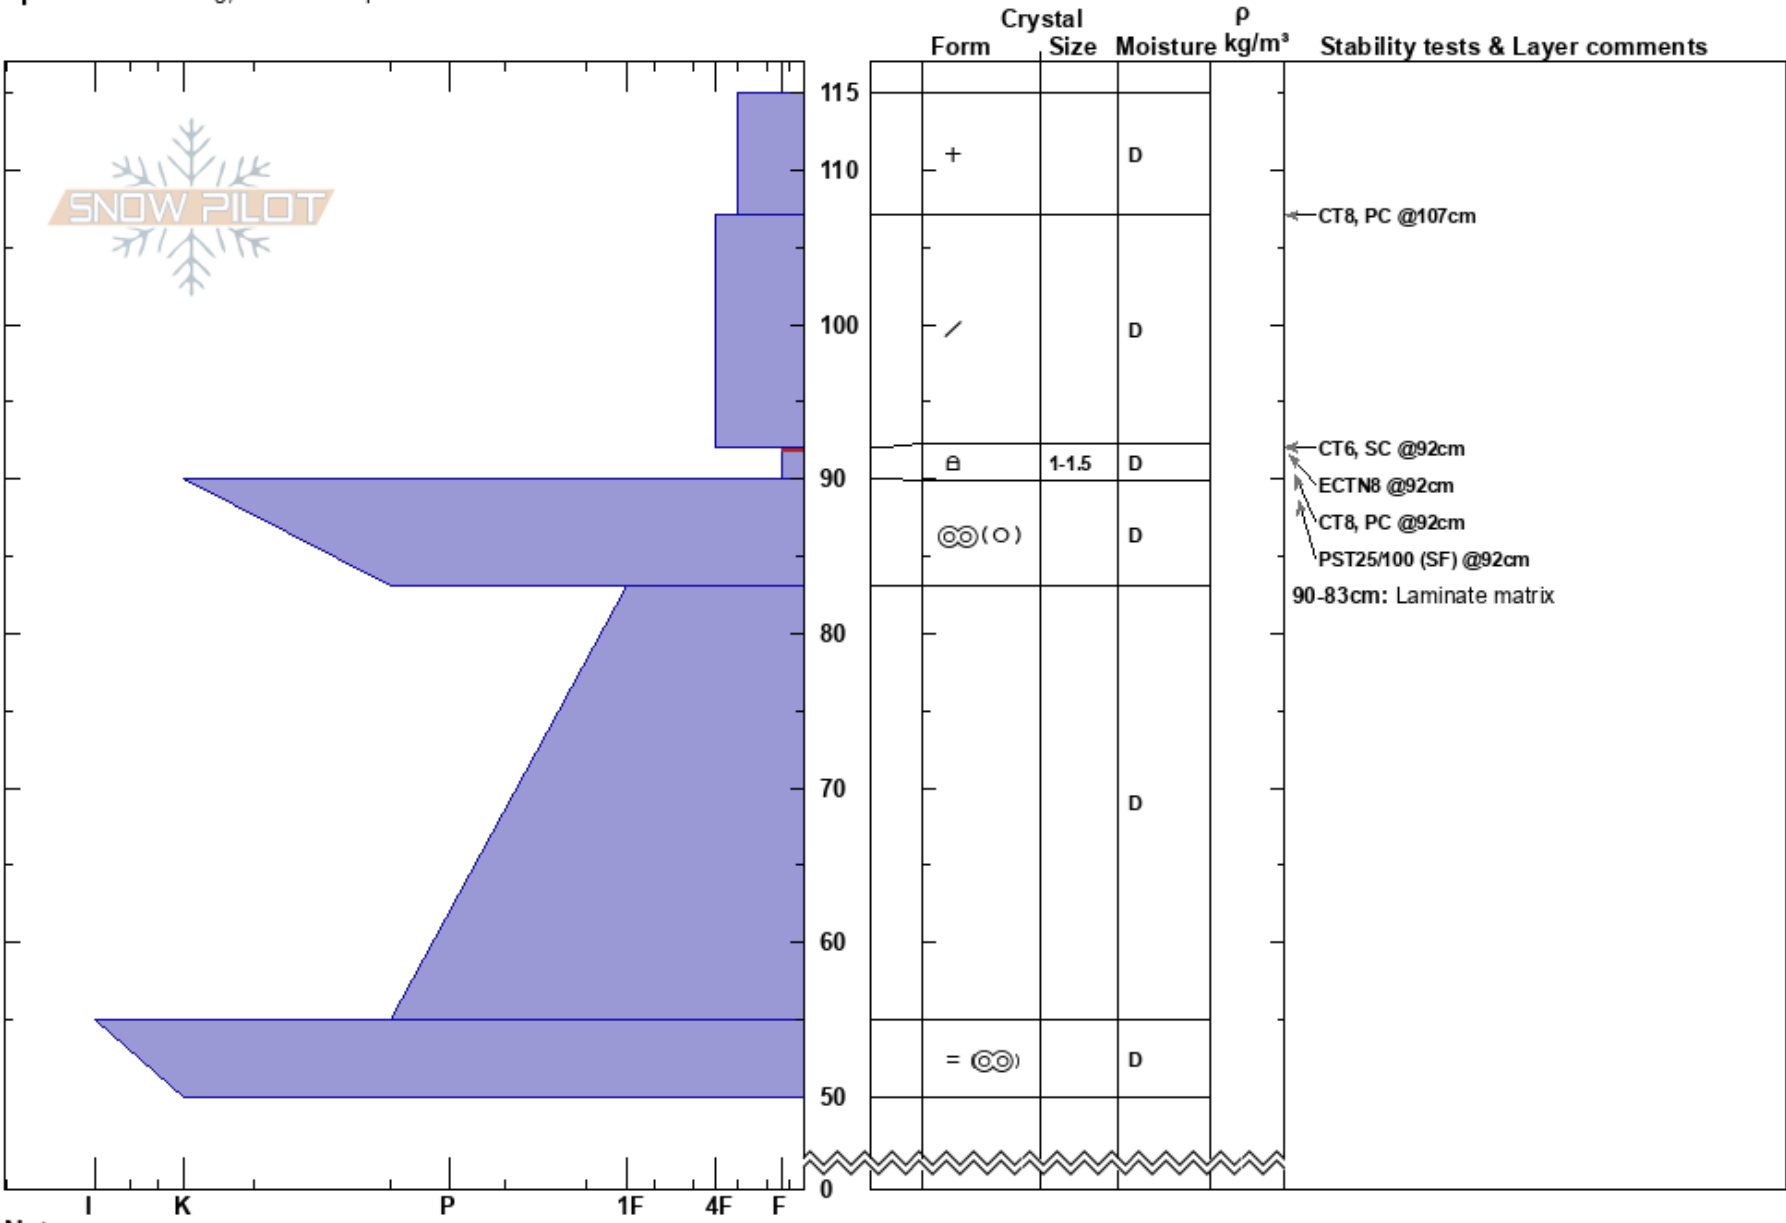 Crystal
ρ
Form Size Moisture kg/m³ Stability tests & Layer comments
SNOW PILOT
115
+ D
110
CT8, PC @107cm
100
/ D
CT6, SC @92cm
1-1.5 D
90
ECTN8 @92cm
CT8, PC @92cm
( ) D
PST25/100 (SF) @92cm
90-83cm: Laminate matrix
80
70
D
60
= ( ) D
50
0
I K P 1F 4F F